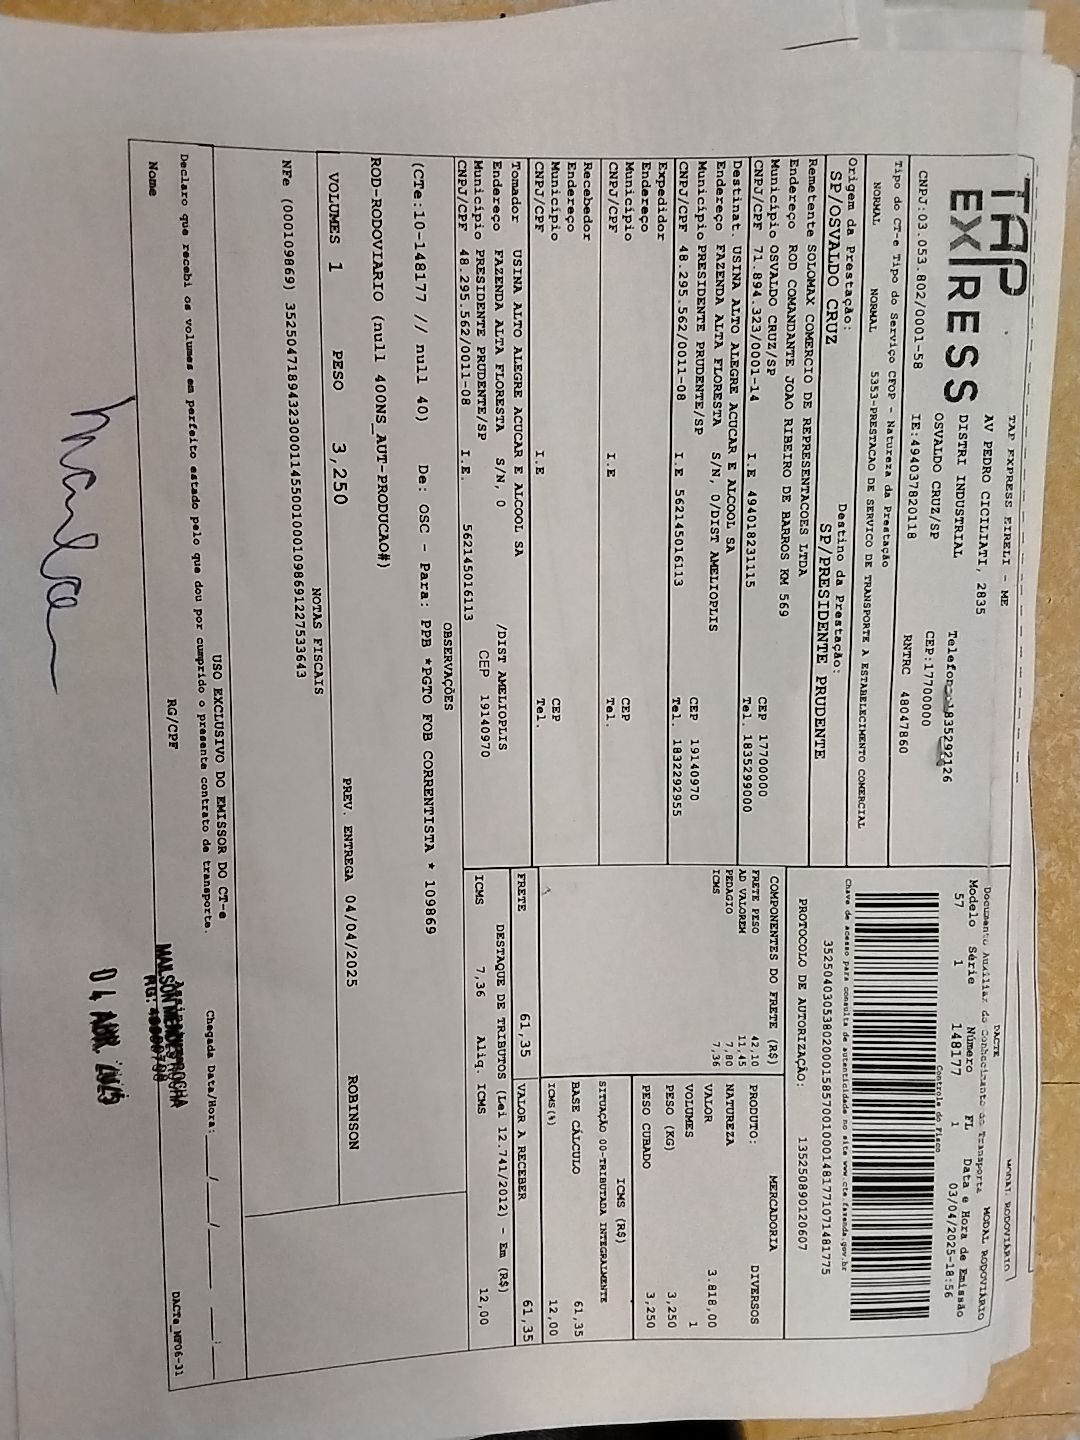 TAP EXPRESS
TAP EXPRESS EIRELI - ME
AV PEDRO CICILIATI, 2835
DISTRI INDUSTRIAL
OSVALDO CRUZ/SP
CEP:17700000
CNPJ:03.053.802/0001-58
IE:494037820118
RNTRC 48047860
MODAL RODOVIÁRIO
DACTE
Documento Auxiliar do Conhecimento de Transporte MODAL RODOVIÁRIO
Modelo Série Número FL Data e Hora de Emissão
57 1 148177 1 03/04/2025-18:56
Controle do Fisco
Tipo do CT-e Tipo do Serviço CFOP - Natureza da Prestação
NORMAL NORMAL 5353-PRESTACAO DE SERVICO DE TRANSPORTE A ESTABELECIMENTO COMERCIAL
Chave de acesso para consulta de autenticidade no site www.cte.fazenda.gov.br
Origem da Prestação: Destino da Prestação:
SP/OSVALDO CRUZ SP/PRESIDENTE PRUDENTE
PROTOCOLO DE AUTORIZAÇÃO: 135250890120607
Remetente SOLOMAX COMERCIO DE REPRESENTACOES LTDA
Endereço ROD COMANDANTE JOAO RIBEIRO DE BARROS KM 569
Município OSVALDO CRUZ/SP CEP 17700000
CNPJ/CPF 71.894.323/0001-14 I.E 494018231115 Tel. 1835299000
Destinat. USINA ALTO ALEGRE ACUCAR E ALCOOL SA
Endereço FAZENDA ALTA FLORESTA S/N, 0/DIST AMELIOPLIS
Município PRESIDENTE PRUDENTE/SP CEP 19140970
CNPJ/CPF 48.295.562/0011-08 I.E 562145016113 Tel. 1832292955
Expedidor
Endereço
Município CEP
CNPJ/CPF I.E Tel.
Recebedor
Endereço
Município CEP
CNPJ/CPF I.E Tel.
Tomador USINA ALTO ALEGRE ACUCAR E ALCOOL SA
Endereço FAZENDA ALTA FLORESTA S/N, 0 /DIST AMELIOPLIS
Município PRESIDENTE PRUDENTE/SP CEP 19140970
CNPJ/CPF 48.295.562/0011-08 I.E. 562145016113
COMPONENTES DO FRETE (R$)
FRETE PESO 42,10
AD VALOREM 11,45
PEDAGIO 7,80
ICMS 7,36
MERCADORIA
PRODUTO: DIVERSOS
NATUREZA
VALOR 3.818,00
VOLUMES 1
PESO (KG) 3,250
PESO CUBADO 3,250
ICMS (R$)
SITUAÇÃO 00-TRIBUTADA INTEGRALMENTE
BASE CÁLCULO 61,35
ICMS(%) 12,00
FRETE 61,35 VALOR A RECEBER 61,35
DESTAQUE DE TRIBUTOS (Lei 12.741/2012) - Em (R$)
ICMS 7,36 Aliq. ICMS 12,00
OBSERVAÇÕES
(CTe:10-148177 // null 40) De: OSC - Para: PPB *PGTO FOB CORRENTISTA * 109869
ROD-RODOVIARIO (null 400NS_AUT-PRODUCAO#)
VOLUMES 1 PESO 3,250 PREV. ENTREGA 04/04/2025 ROBINSON
NOTAS FISCAIS
USO EXCLUSIVO DO EMISSOR DO CT-e
Declaro que recebi os volumes em perfeito estado pelo que dou por cumprido o presente contrato de transporte.
Chegada Data/Hora: ____/____/______ ____:____
Nome RG/CPF
MAILSON MENDES ROCHA
04 ABR. 2025
DACTe_MF06-31